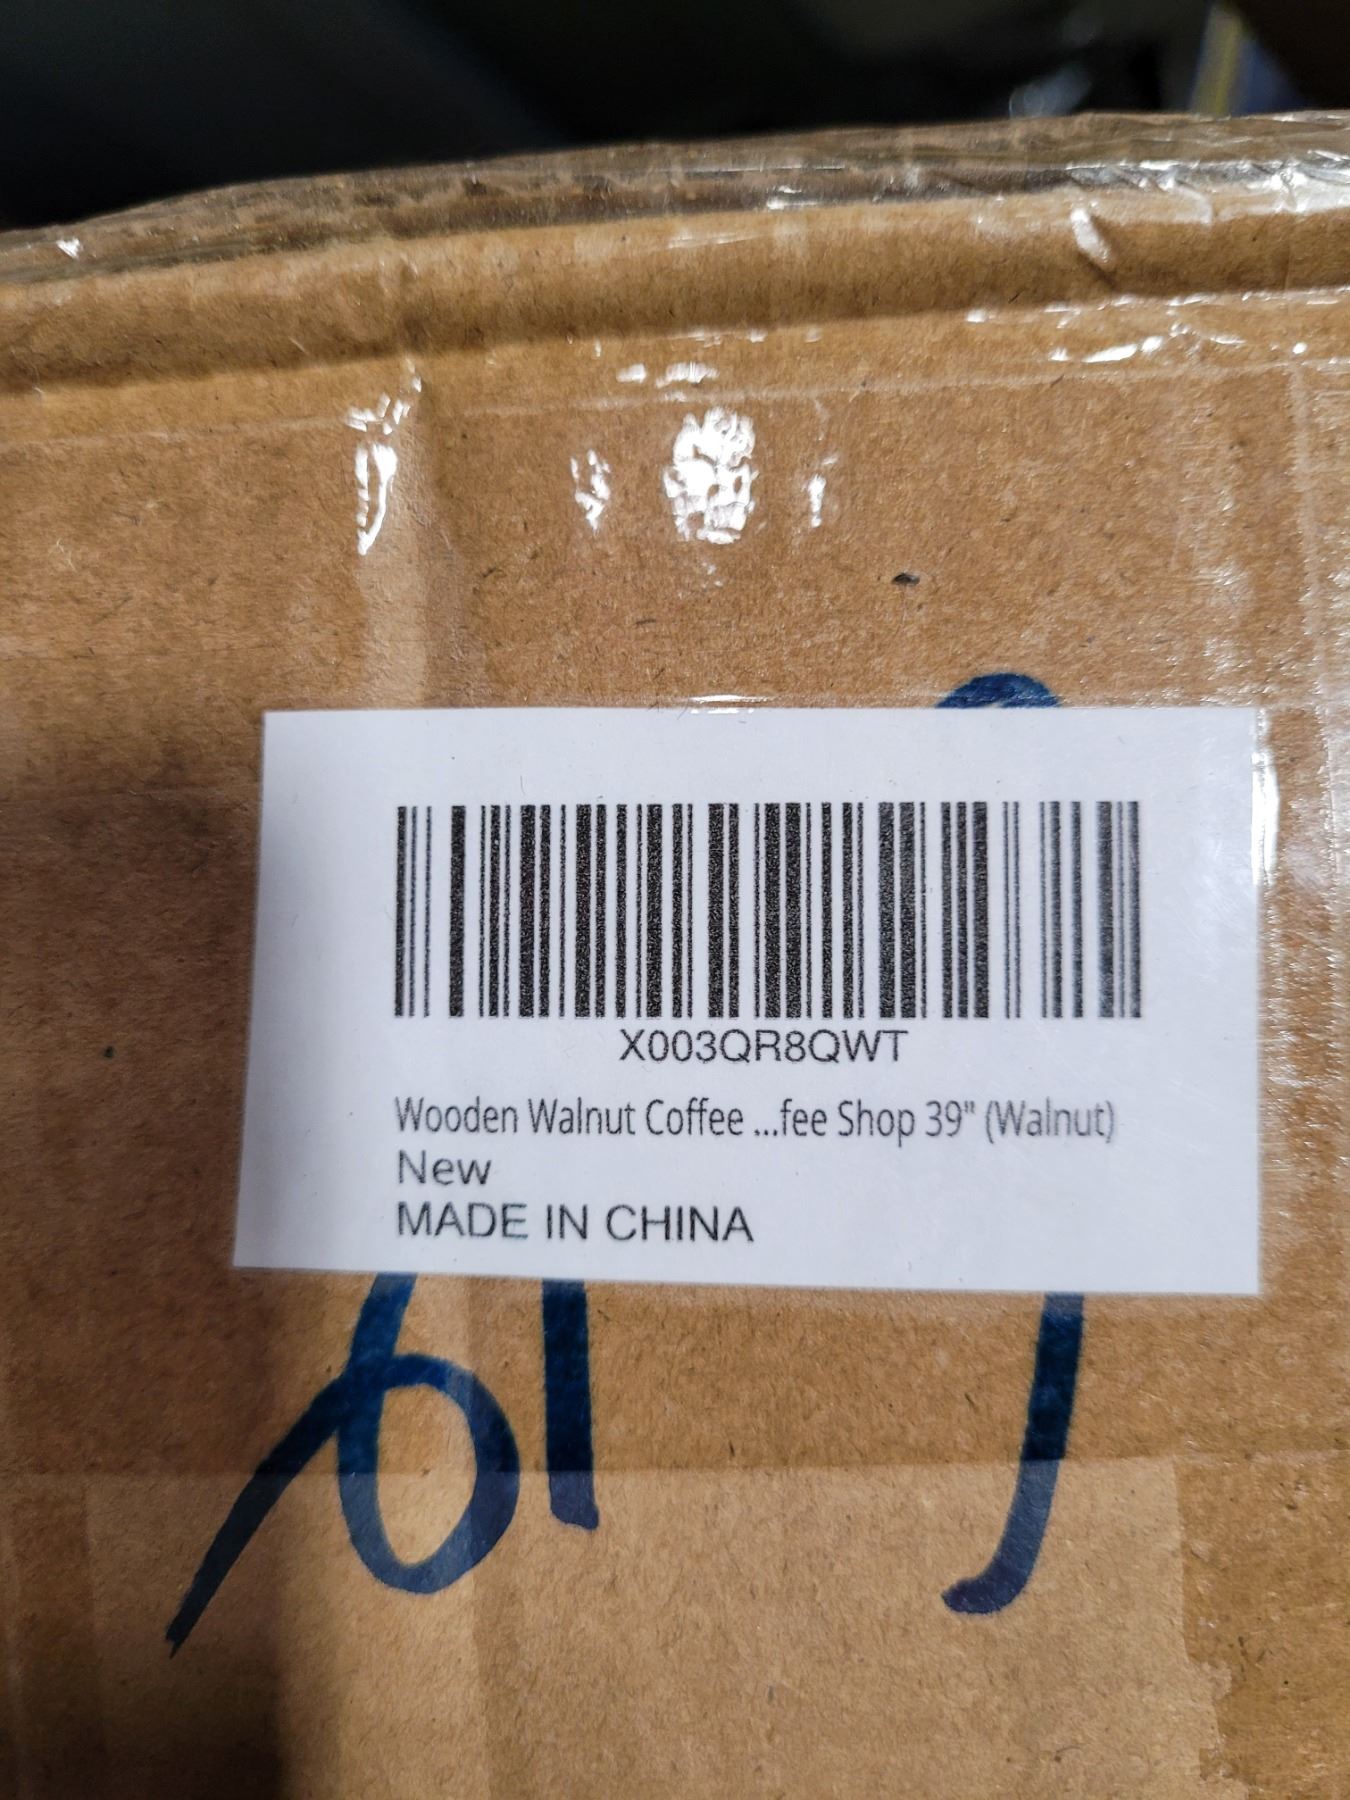 X003QR8QWT
Wooden Walnut Coffee ...fee Shop 39" (Walnut)
New
MADE IN CHINA